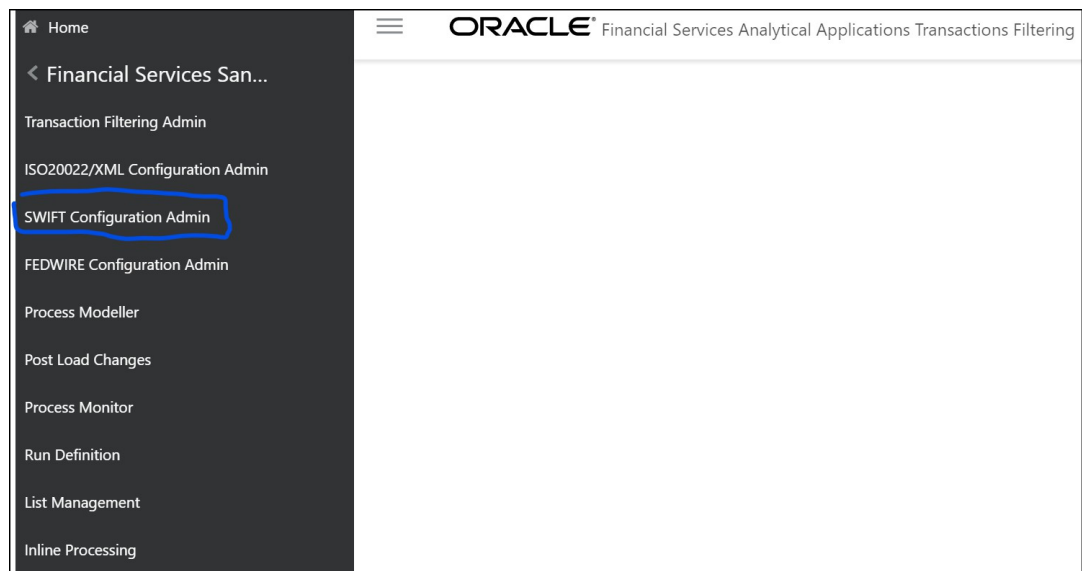 Home
ORACLE® Financial Services Analytical Applications Transactions Filtering
Financial Services San...
Transaction Filtering Admin
ISO20022/XML Configuration Admin
SWIFT Configuration Admin
FEDWIRE Configuration Admin
Process Modeller
Post Load Changes
Process Monitor
Run Definition
List Management
Inline Processing